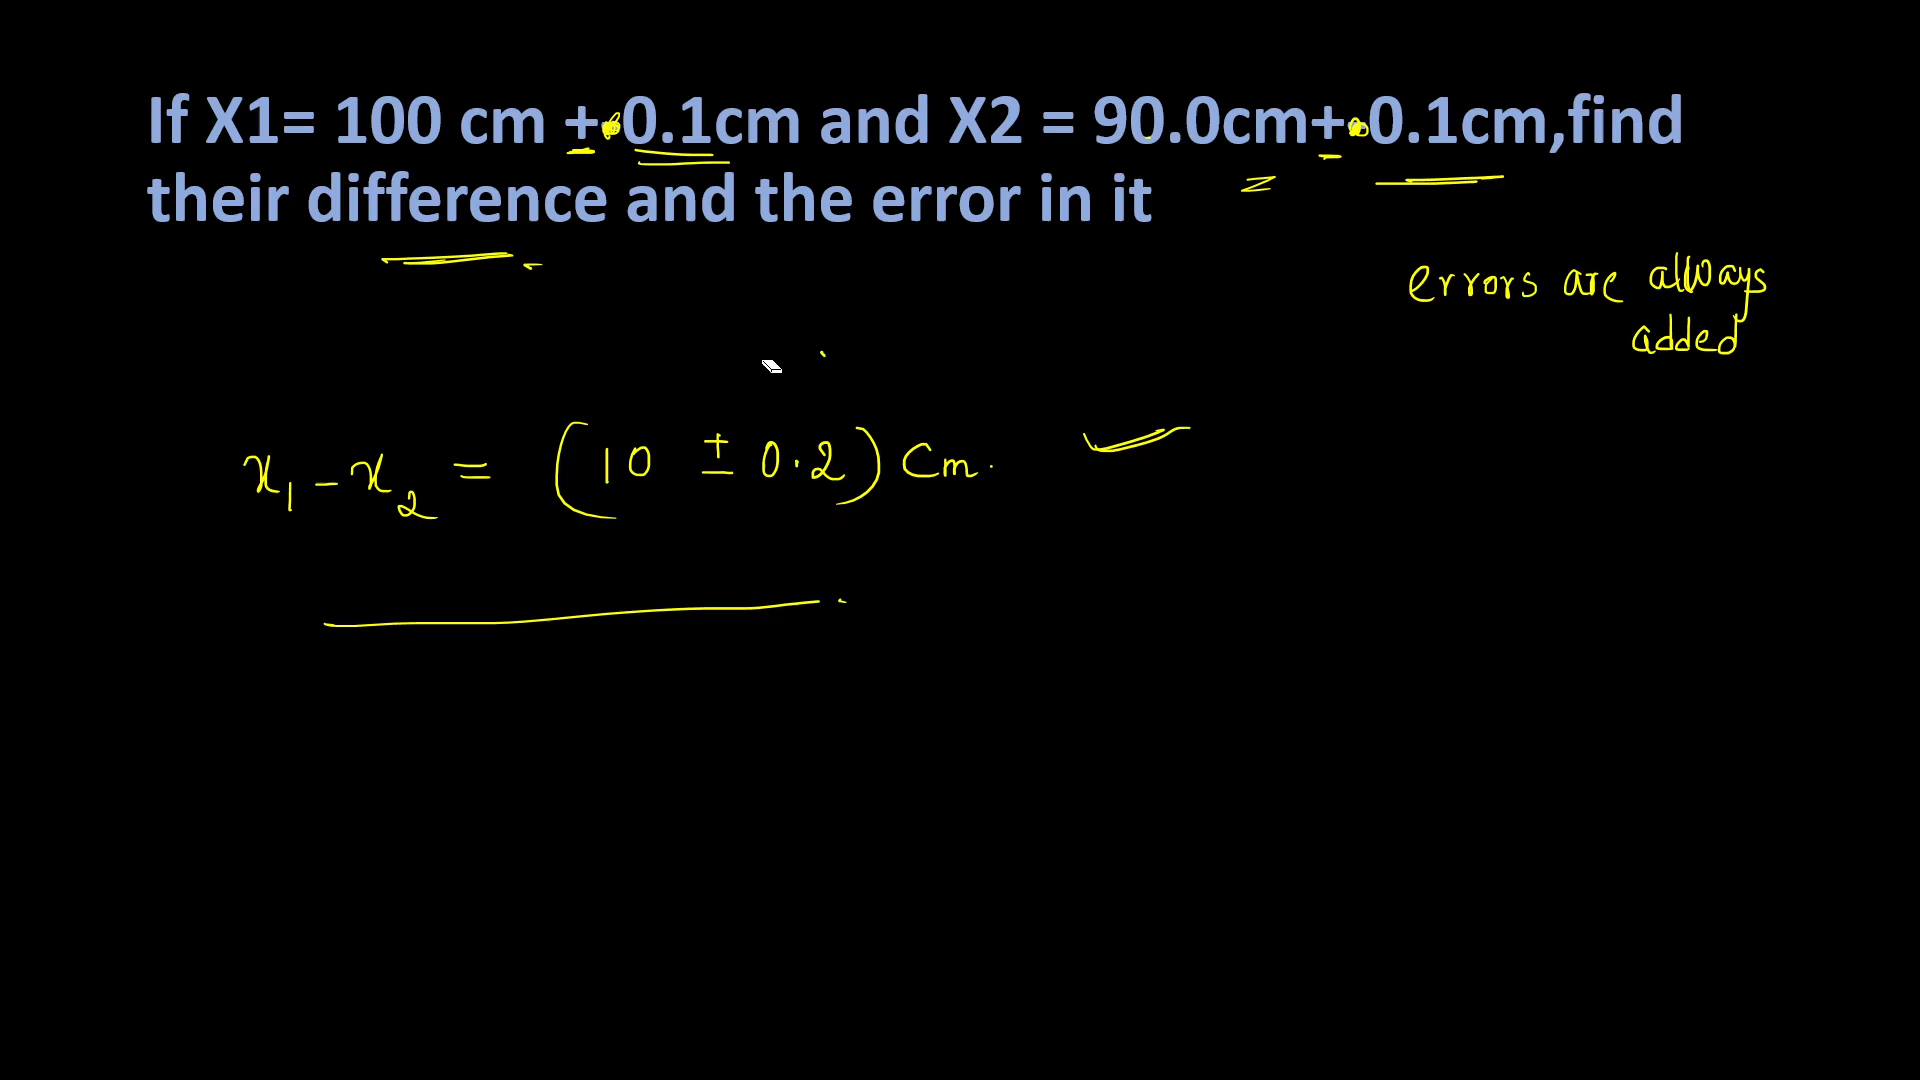 If X1= 100 cm ± 0.1cm and X2 = 90.0cm± 0.1cm,find
their difference and the error in it
errors are always
added
x₁ - x₂ = (10 ± 0.2) Cm.